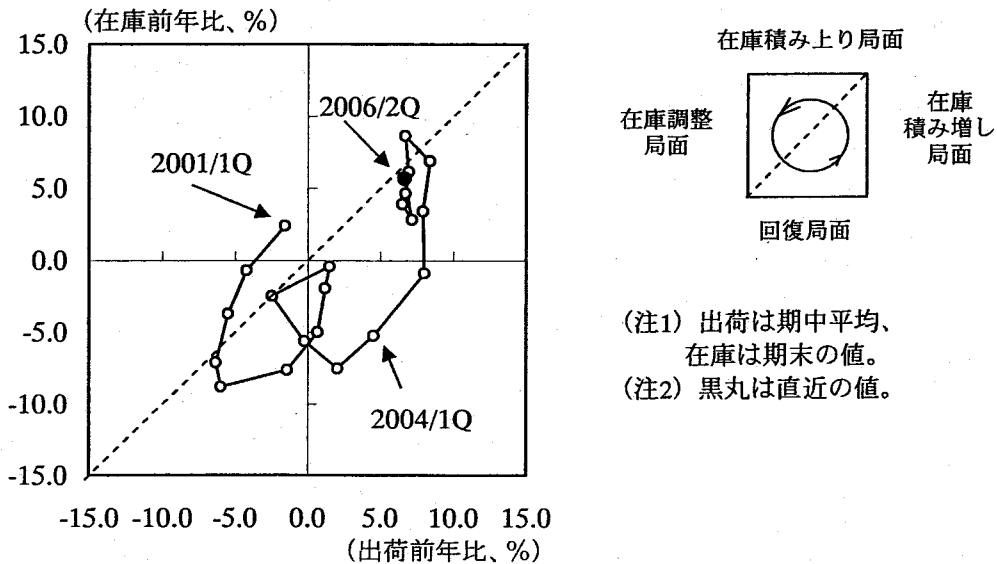 (在庫前年比、%)
15.0
10.0
5.0
0.0
-5.0
-10.0
-15.0
-15.0 -10.0 -5.0 0.0 5.0 10.0 15.0
(出荷前年比、%)
2006/2Q
2001/1Q
2004/1Q
在庫積み上り局面
在庫調整
局面
在庫
積み増し
局面
回復局面
(注1) 出荷は期中平均、
在庫は期末の値。
(注2) 黒丸は直近の値。